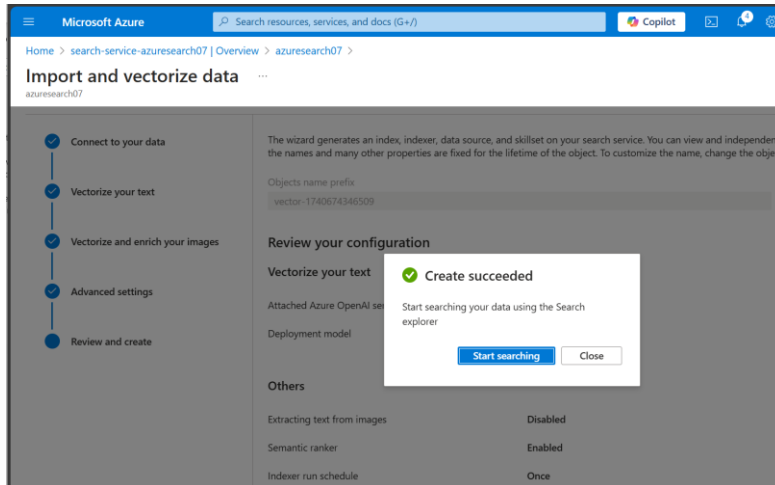 Microsoft Azure
Search resources, services, and docs (G+/)
Copilot
4
Home > search-service-azuresearch07 | Overview > azuresearch07 >
Import and vectorize data ...
azuresearch07
Connect to your data
Vectorize your text
Vectorize and enrich your images
Advanced settings
Review and create
The wizard generates an index, indexer, data source, and skillset on your search service. You can view and
the names and many other properties are fixed for the lifetime of the object. To customize the name, change the
Objects name prefix
vector-1740674346509
Review your configuration
Vectorize your text
Attached Azure OpenAI
Deployment model
Create succeeded
Start searching your data using the Search
explorer
Start searching
Close
Others
Extracting text from images Disabled
Semantic ranker Enabled
Indexer run schedule Once